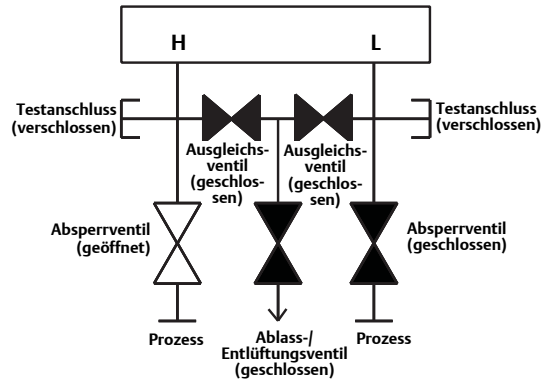 H
L
Testanschluss
(verschlossen)
Testanschluss
(verschlossen)
Ausgleichs-
ventil
(geschlos-
sen)
Ausgleichs-
ventil
(geschlos-
sen)
Absperrventil
(geöffnet)
Absperrventil
(geschlossen)
Prozess
Ablass-/
Entlüftungsventil
(geschlossen)
Prozess